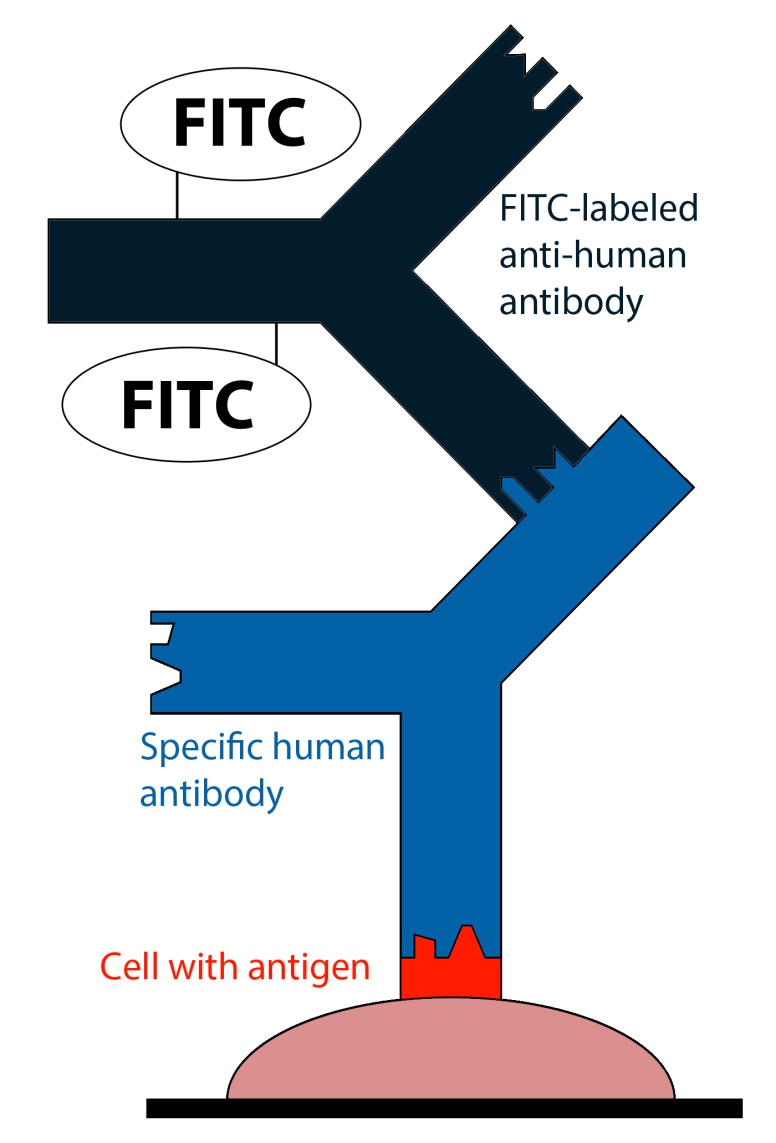 FITC
FITC-labeled
anti-human
antibody
FITC
Specific human
antibody
Cell with antigen